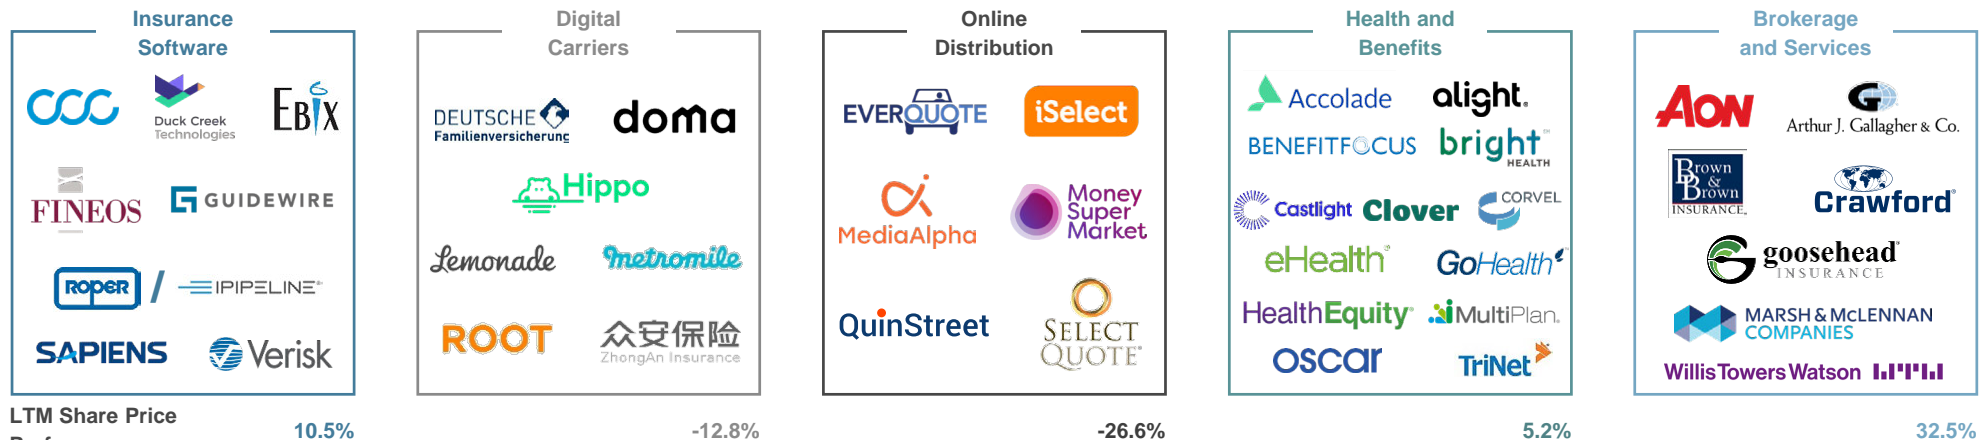 Insurance
Software
CCC
Duck Creek
Technologies
EBIX
FINEOS
GUIDEWIRE
ROPER / IPIPELINE
SAPIENS
Verisk
Digital
Carriers
DEUTSCHE
Familienversicherung
doma
Hippo
Lemonade
metromile
ROOT
众安保险
ZhongAn Insurance
Online
Distribution
EVERQUOTE
iSelect
MediaAlpha
Money
Super
Market
QuinStreet
SELECT
QUOTE
Health and
Benefits
Accolade
alight.
BENEFITFOCUS
bright
HEALTH
Castlight
Clover
CORVEL
eHealth
GoHealth
HealthEquity
MultiPlan.
oscar
TriNet
Brokerage
and Services
AON
G
Arthur J. Gallagher & Co.
Brown
&
Brown
INSURANCE
Crawford
goosehead
INSURANCE
MARSH & McLENNAN
COMPANIES
Willis Towers Watson
LTM Share Price
10.5%
-12.8%
-26.6%
5.2%
32.5%